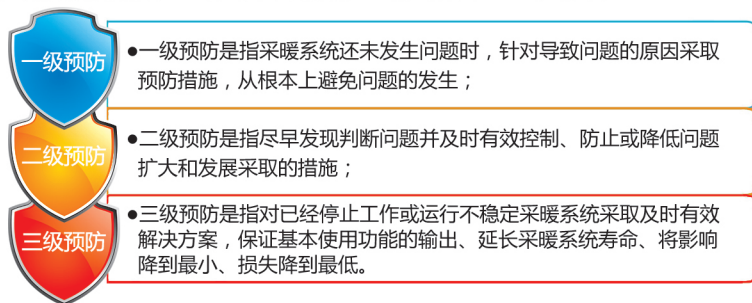 一级预防
●一级预防是指采暖系统还未发生问题时，针对导致问题的原因采取
预防措施，从根本上避免问题的发生；
二级预防
●二级预防是指尽早发现判断问题并及时有效控制、防止或降低问题
扩大和发展采取的措施；
三级预防
●三级预防是指对已经停止工作或运行不稳定采暖系统采取及时有效
解决方案，保证基本使用功能的输出、延长采暖系统寿命、将影响
降到最小、损失降到最低。